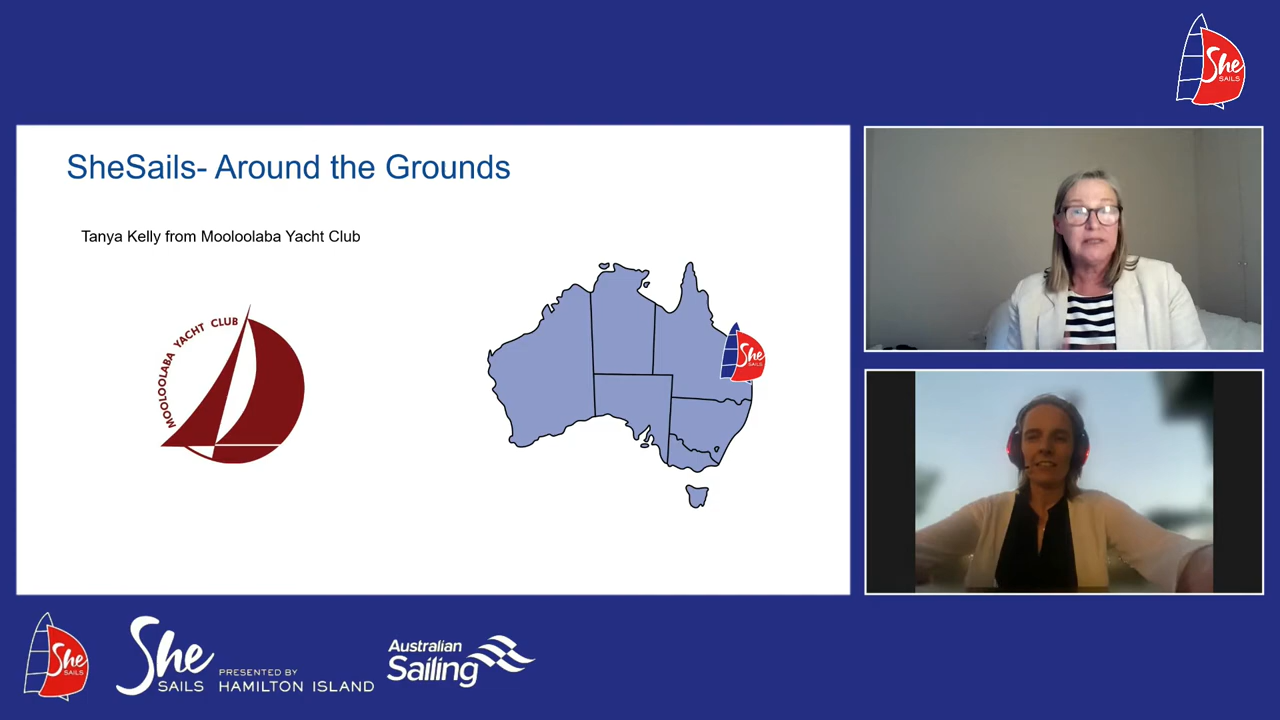 She
SAILS
SheSails- Around the Grounds
Tanya Kelly from Mooloolaba Yacht Club
MOOLOOLABA YACHT CLUB
She
SAILS
She
SAILS
She
SAILS
PRESENTED BY
HAMILTON ISLAND
Australian
Sailing